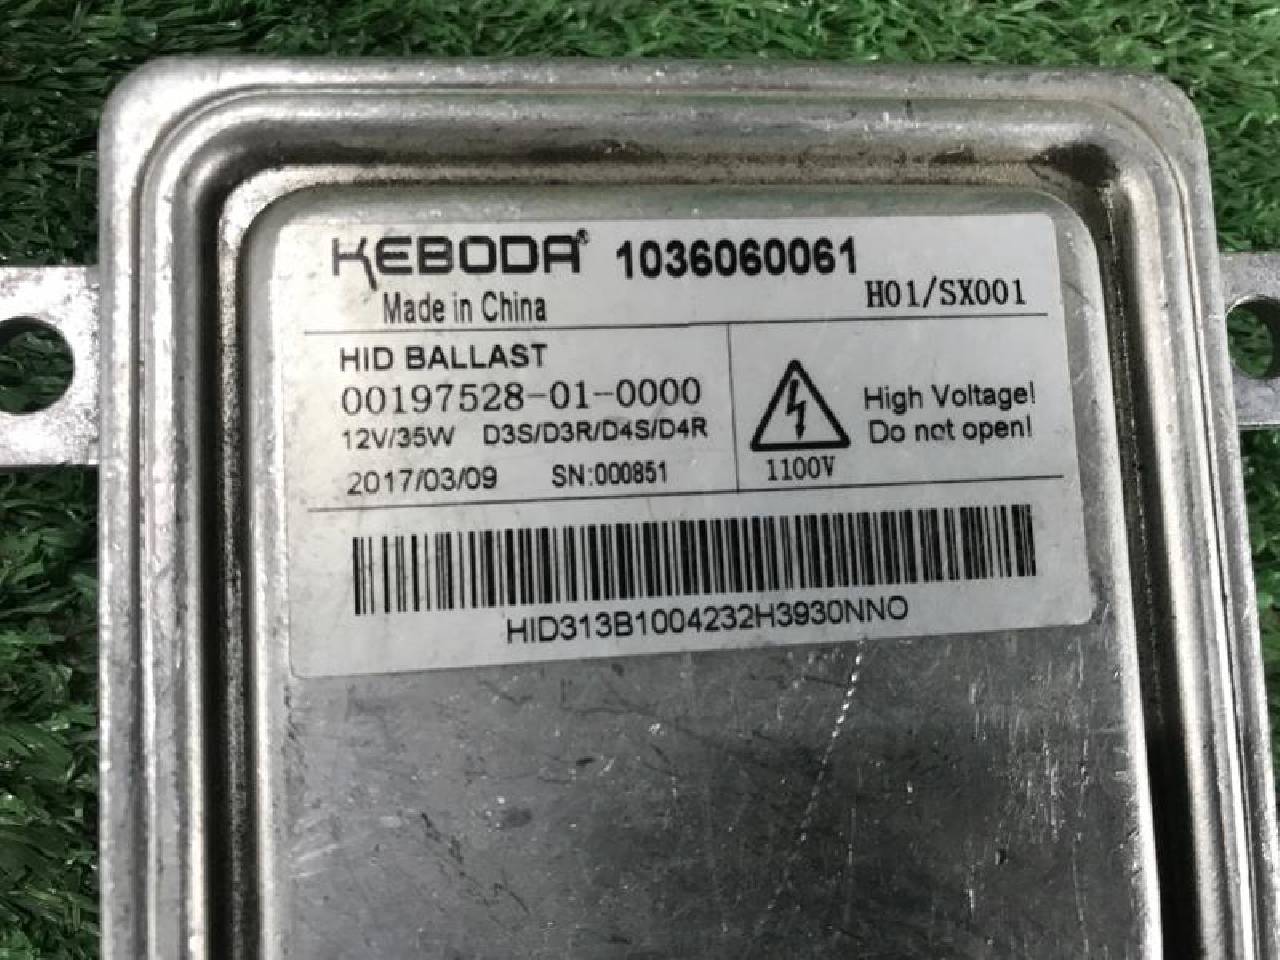 KEBODA® 1036060061
Made in China H01/SX001
HID BALLAST
00197528-01-0000
12V/35W D3S/D3R/D4S/D4R
2017/03/09 SN:000851
High Voltage!
Do not open!
1100V
HID313B1004232H3930NNO